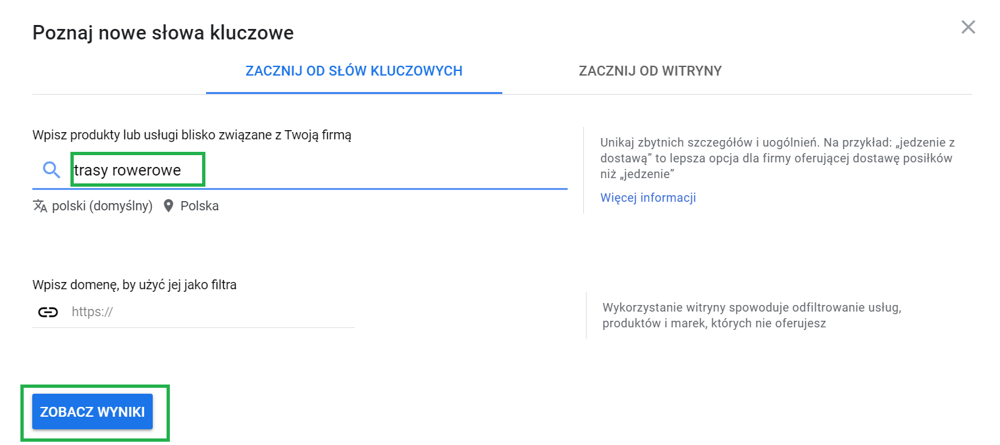 Poznaj nowe słowa kluczowe
ZACZNIJ OD SŁÓW KLUCZOWYCH
ZACZNIJ OD WITRYNY
Wpisz produkty lub usługi blisko związane z Twoją firmą
trasy rowerowe
polski (domyślny)
Polska
Unikaj zbytnich szczegółów i uogólnień. Na przykład: „jedzenie z
dostawą” to lepsza opcja dla firmy oferującej dostawę posiłków
niż „jedzenie”
Więcej informacji
Wpisz domenę, by użyć jej jako filtra
https://
Wykorzystanie witryny spowoduje odfiltrowanie usług,
produktów i marek, których nie oferujesz
ZOBACZ WYNIKI